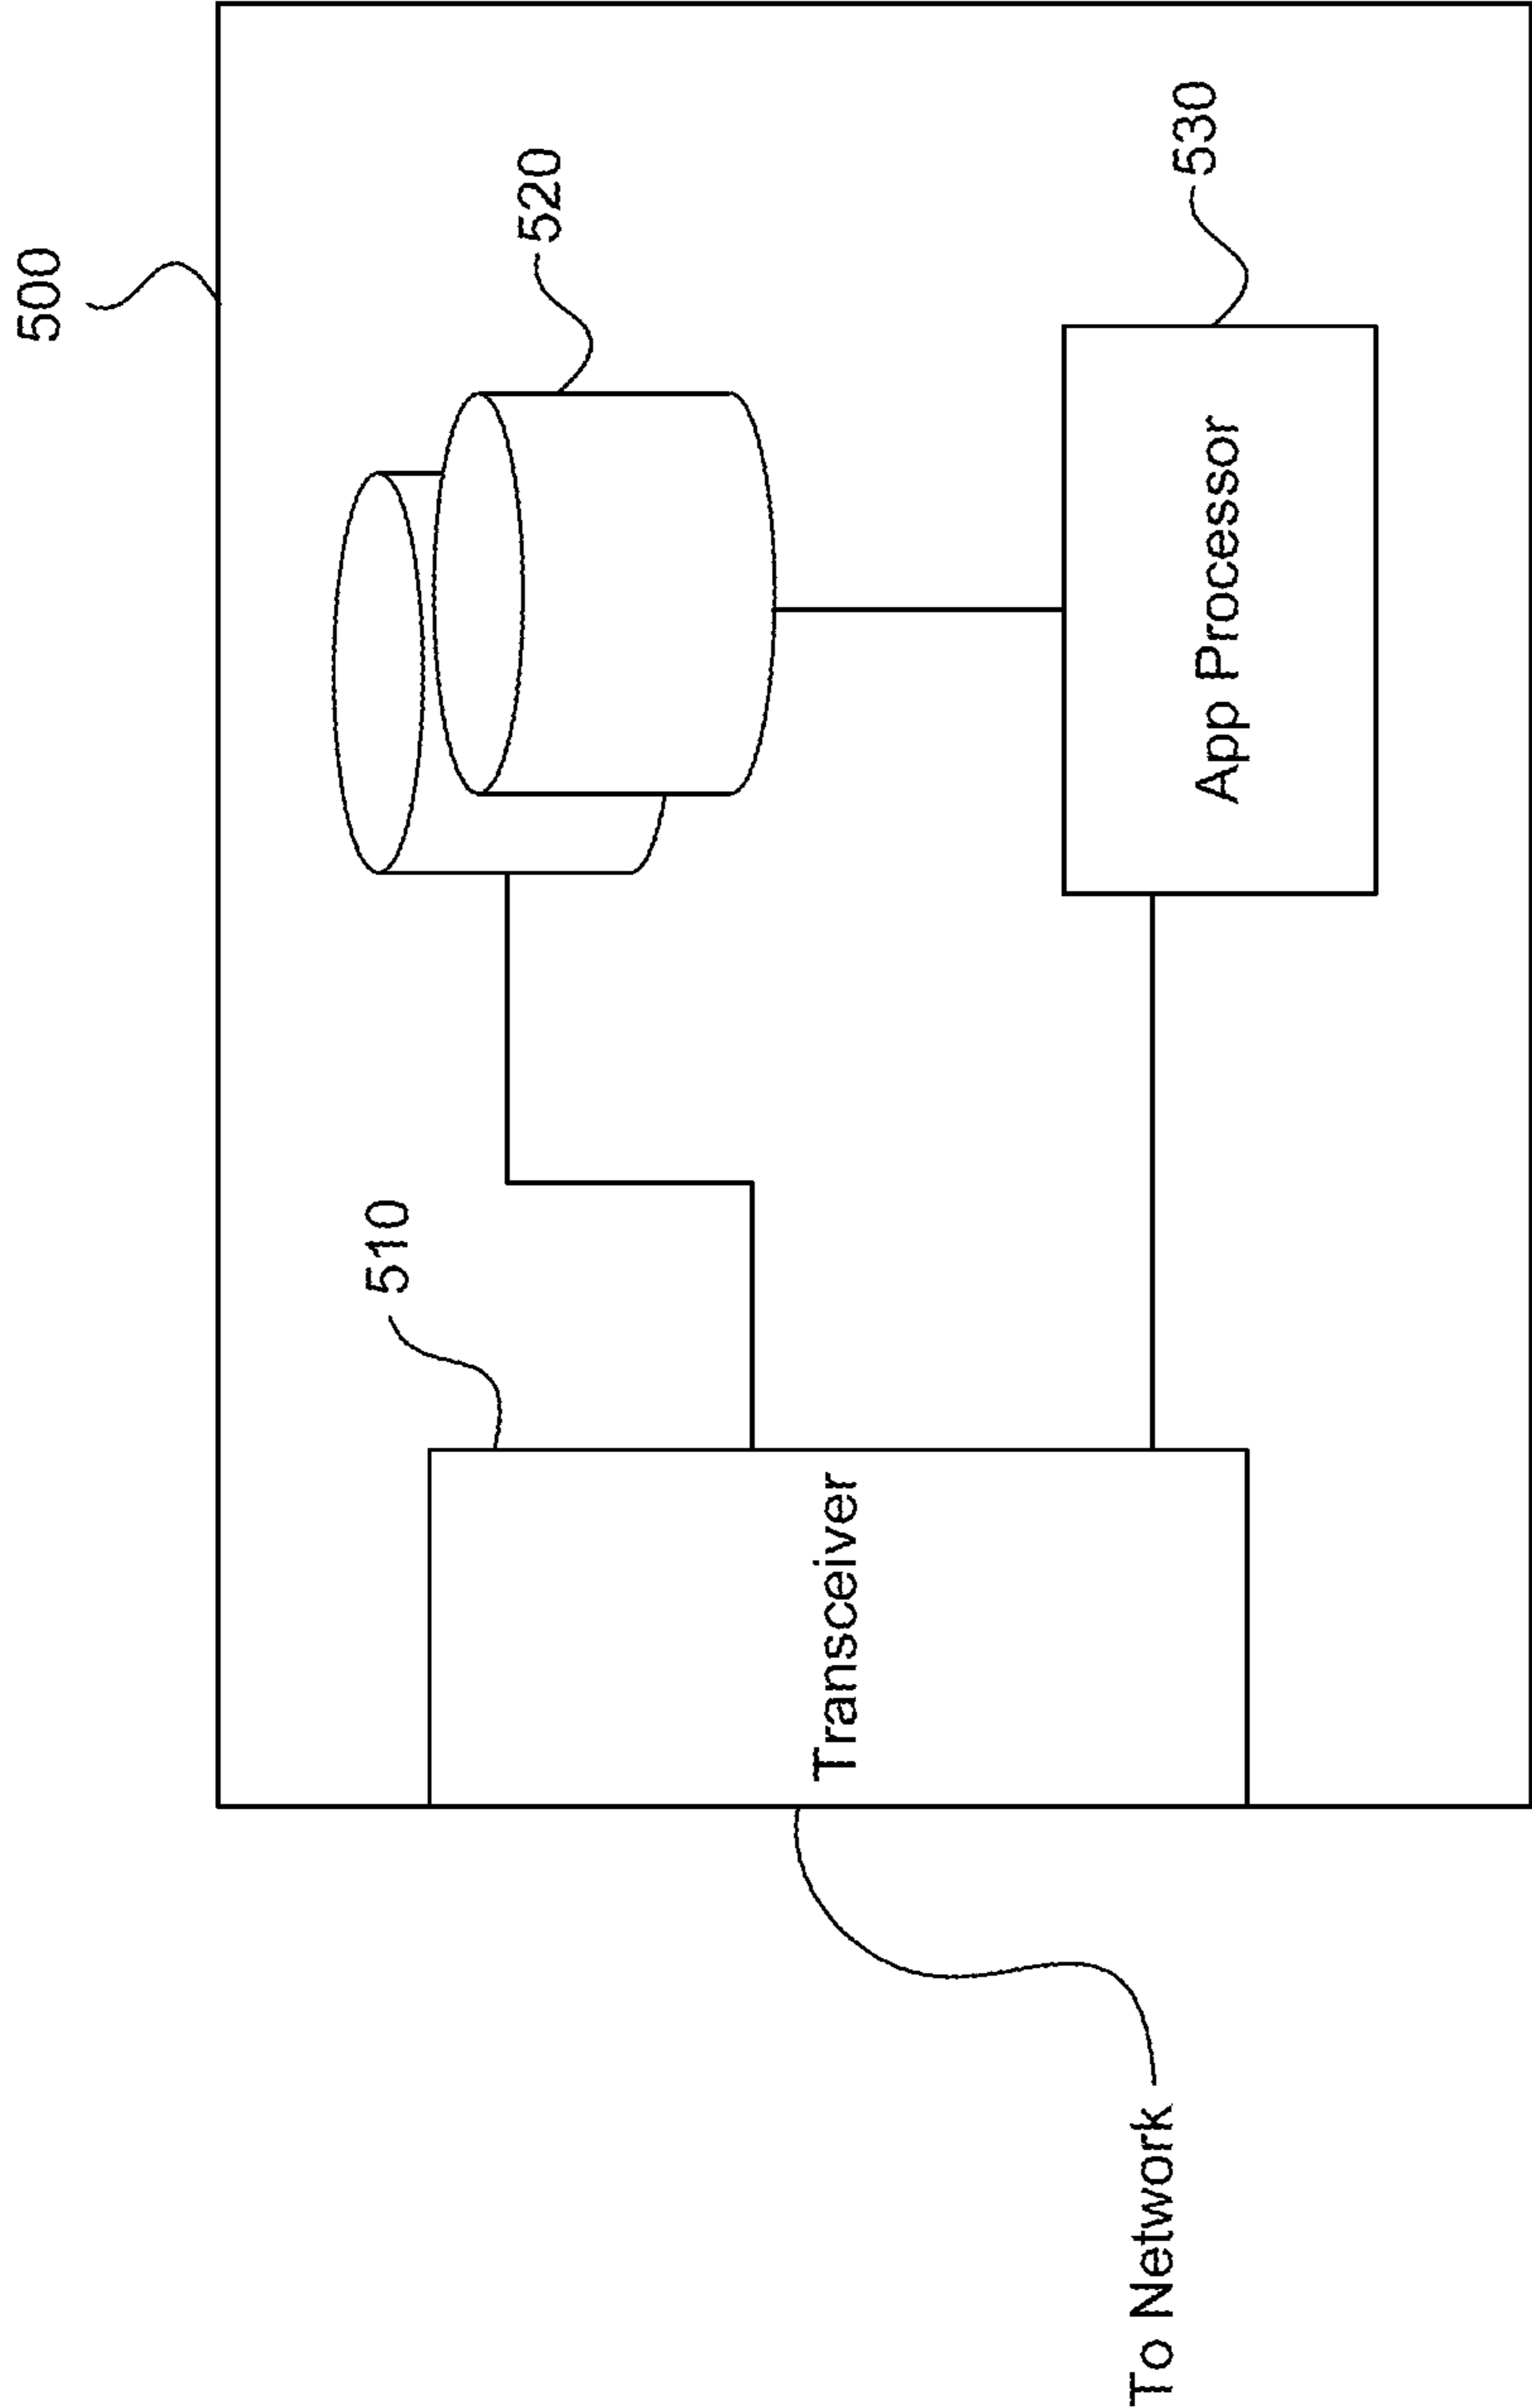 500
520
510
530
Transceiver
App Processor
To Network